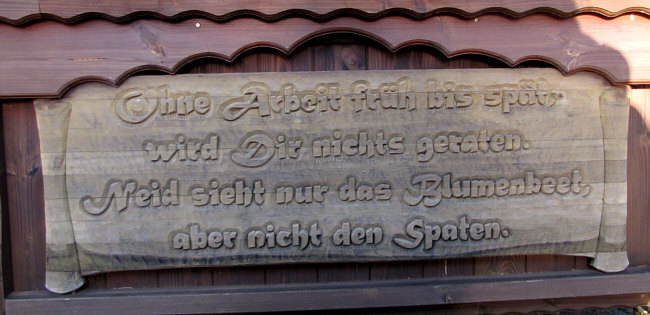 Ohne Arbeit früh bis spät,
wird Dir nichts geraten.
Neid sieht nur das Blumenbeet,
aber nicht den Spaten.